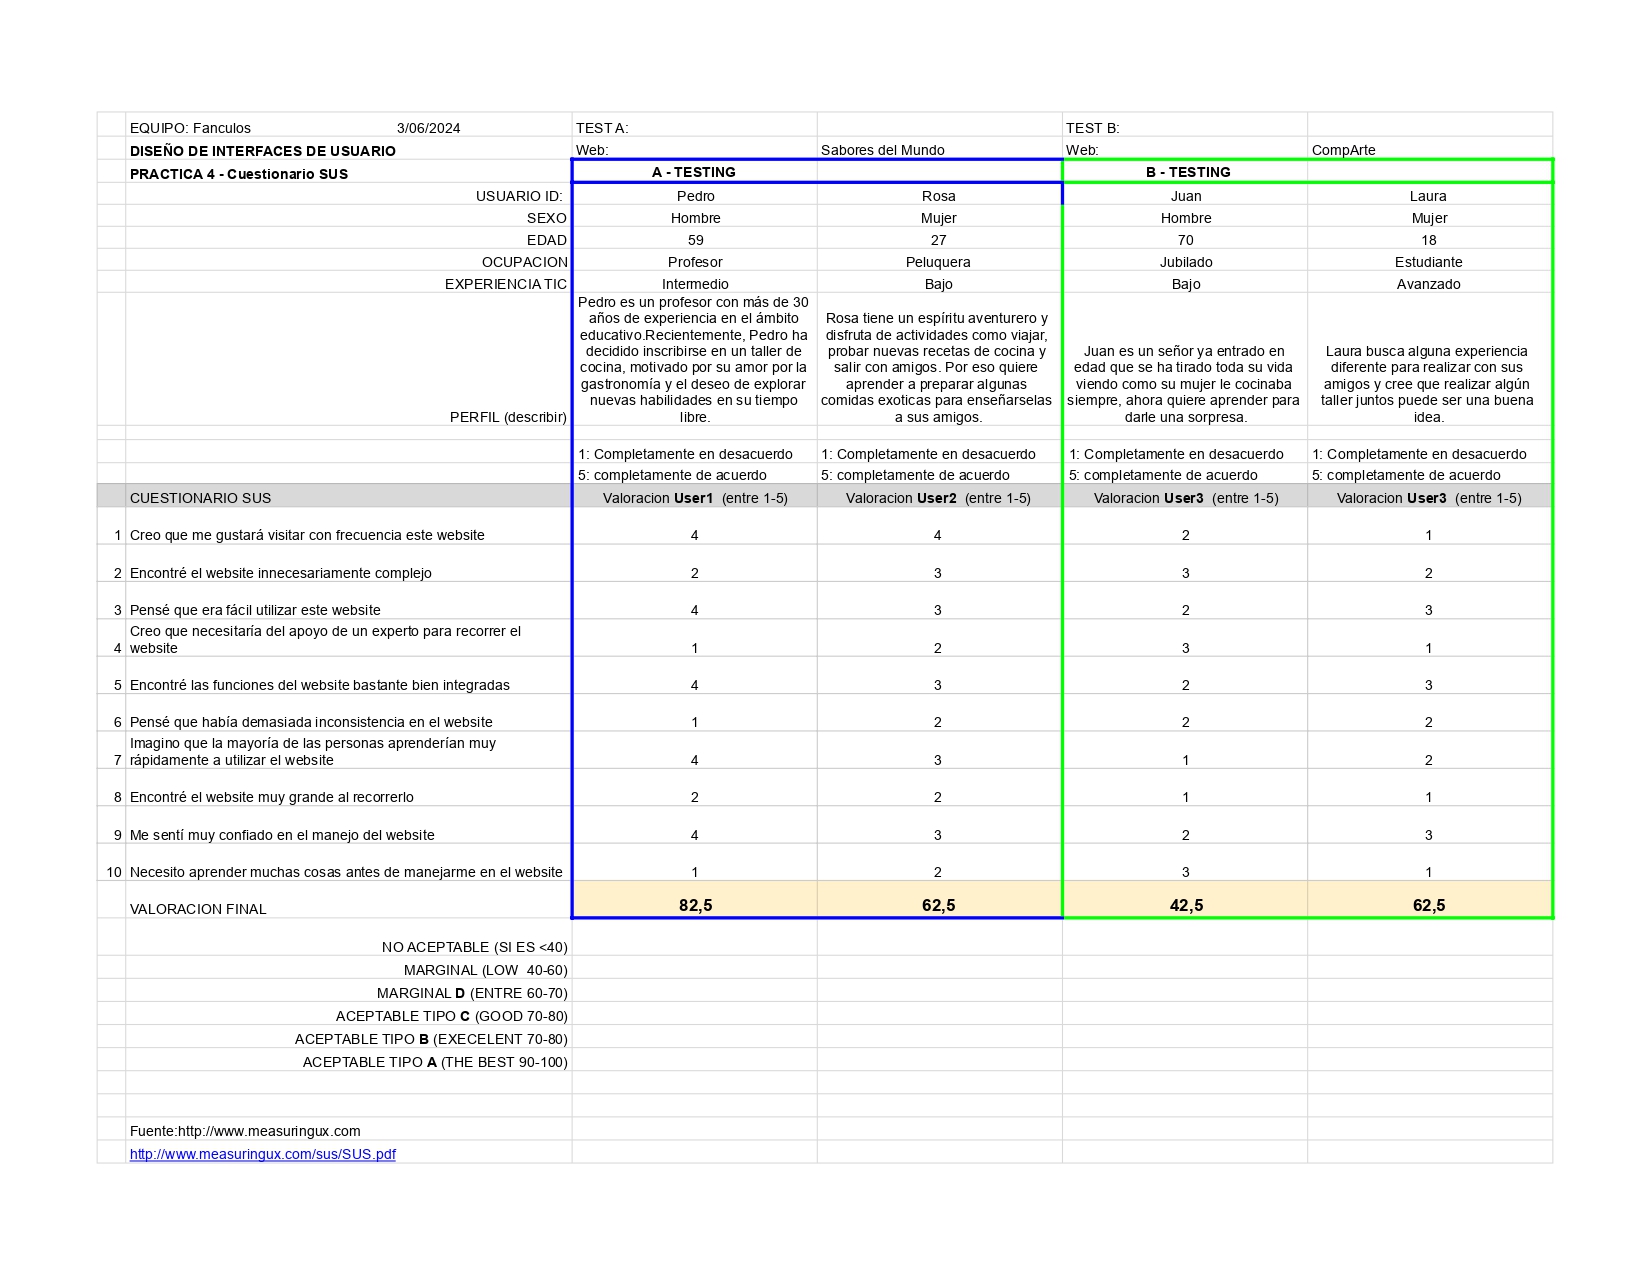 EQUIPO: Fanculos 3/06/2024 TEST A: TEST B:
DISEÑO DE INTERFACES DE USUARIO Web: Sabores del Mundo Web: CompArte
PRACTICA 4 - Cuestionario SUS A - TESTING B - TESTING
USUARIO ID: Pedro Rosa Juan Laura
SEXO Hombre Mujer Hombre Mujer
EDAD 59 27 70 18
OCUPACION Profesor Peluquera Jubilado Estudiante
EXPERIENCIA TIC Intermedio Bajo Bajo Avanzado
PERFIL (describir)
Pedro es un profesor con más de 30
años de experiencia en el ámbito
educativo.Recientemente, Pedro ha
decidido inscribirse en un taller de
cocina, motivado por su amor por la
gastronomía y el deseo de explorar
nuevas habilidades en su tiempo
libre.
Rosa tiene un espíritu aventurero y
disfruta de actividades como viajar,
probar nuevas recetas de cocina y
salir con amigos. Por eso quiere
aprender a preparar algunas
comidas exoticas para enseñarselas
a sus amigos.
Juan es un señor ya entrado en
edad que se ha tirado toda su vida
viendo como su mujer le cocinaba
siempre, ahora quiere aprender para
darle una sorpresa.
Laura busca alguna experiencia
diferente para realizar con sus
amigos y cree que realizar algún
taller juntos puede ser una buena
idea.
1: Completamente en desacuerdo 1: Completamente en desacuerdo 1: Completamente en desacuerdo 1: Completamente en desacuerdo
5: completamente de acuerdo 5: completamente de acuerdo 5: completamente de acuerdo 5: completamente de acuerdo
CUESTIONARIO SUS Valoracion User1 (entre 1-5) Valoracion User2 (entre 1-5) Valoracion User3 (entre 1-5) Valoracion User3 (entre 1-5)
1 Creo que me gustará visitar con frecuencia este website 4 4 2 1
2 Encontré el website innecesariamente complejo 2 3 3 2
3 Pensé que era fácil utilizar este website 4 3 2 3
Creo que necesitaría del apoyo de un experto para recorrer el
4 website 1 2 3 1
5 Encontré las funciones del website bastante bien integradas 4 3 2 3
6 Pensé que había demasiada inconsistencia en el website 1 2 2 2
Imagino que la mayoría de las personas aprenderían muy
7 rápidamente a utilizar el website 4 3 1 2
8 Encontré el website muy grande al recorrerlo 2 2 1 1
9 Me sentí muy confiado en el manejo del website 4 3 2 3
10 Necesito aprender muchas cosas antes de manejarme en el website 1 2 3 1
VALORACION FINAL 82,5 62,5 42,5 62,5
NO ACEPTABLE (SI ES <40)
MARGINAL (LOW 40-60)
MARGINAL D (ENTRE 60-70)
ACEPTABLE TIPO C (GOOD 70-80)
ACEPTABLE TIPO B (EXECELENT 70-80)
ACEPTABLE TIPO A (THE BEST 90-100)
Fuente:http://www.measuringux.com
http://www.measuringux.com/sus/SUS.pdf